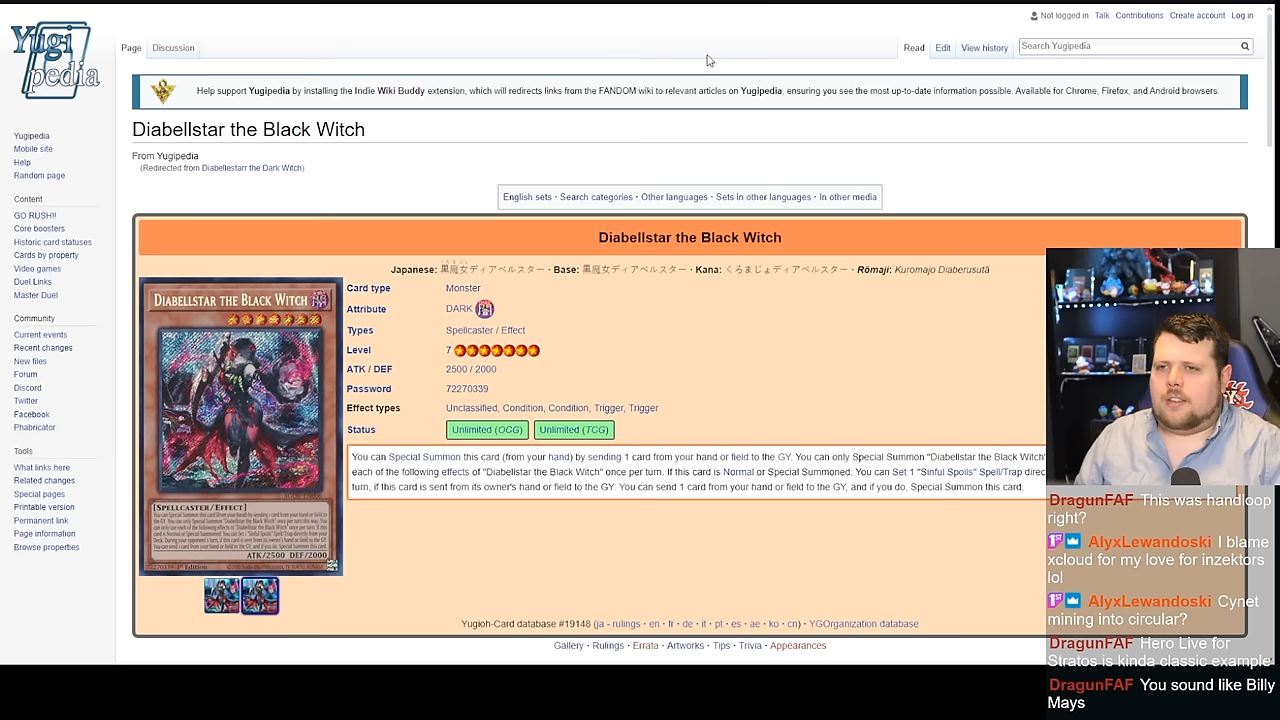 Not logged in Talk Contributions Create account Log in
Yugi
pedia
Page Discussion Read Edit View history Search Yugipedia
Help support Yugipedia by installing the Indie Wiki Buddy extension, which will redirects links from the FANDOM wiki to relevant articles on Yugipedia, ensuring you see the most up-to-date information possible. Available for Chrome, Firefox, and Android browsers.
Diabellstar the Black Witch
From Yugipedia
(Redirected from Diabellestarr the Dark Witch)
English sets · Search categories · Other languages · Sets in other languages · In other media
Yugipedia
Mobile site
Help
Random page
Content
GO RUSH!!
Core boosters
Historic card statuses
Cards by property
Video games
Duel Links
Master Duel
Community
Current events
Recent changes
New files
Forum
Discord
Twitter
Facebook
Phabricator
Tools
What links here
Related changes
Special pages
Printable version
Permanent link
Page information
Browse properties
Diabellstar the Black Witch
Japanese: 黒魔女ディアベルスター · Base: 黒魔女ディアベルスター · Kana: くろまじょディアベルスター · Rōmaji: Kuromajo Diaberusutā
DIABELLSTAR THE BLACK WITCH
[SPELLCASTER/EFFECT]
ATK/2500 DEF/2000
72270339 1st Edition
Card type Monster
Attribute DARK
Types Spellcaster / Effect
Level 7
ATK / DEF 2500 / 2000
Password 72270339
Effect types Unclassified, Condition, Condition, Trigger, Trigger
Status Unlimited (OCG) Unlimited (TCG)
You can Special Summon this card (from your hand) by sending 1 card from your hand or field to the GY. You can only Special Summon "Diabellstar the Black Witch"
each of the following effects of "Diabellstar the Black Witch" once per turn. If this card is Normal or Special Summoned: You can Set 1 "Sinful Spoils" Spell/Trap direc
turn, if this card is sent from its owner's hand or field to the GY: You can send 1 card from your hand or field to the GY, and if you do, Special Summon this card.
Yugioh-Card database #19148 (ja - rulings · en · fr · de · it · pt · es · ae · ko · cn) · YGOrganization database
Gallery · Rulings · Errata · Artworks · Tips · Trivia · Appearances
DragunFAF This was handloop
right?
AlyxLewandoski I blame
xcloud for my love for inzektors
lol
AlyxLewandoski Cynet
mining into circular?
DragunFAF Hero Live for
Stratos is kinda classic example
DragunFAF You sound like Billy
Mays